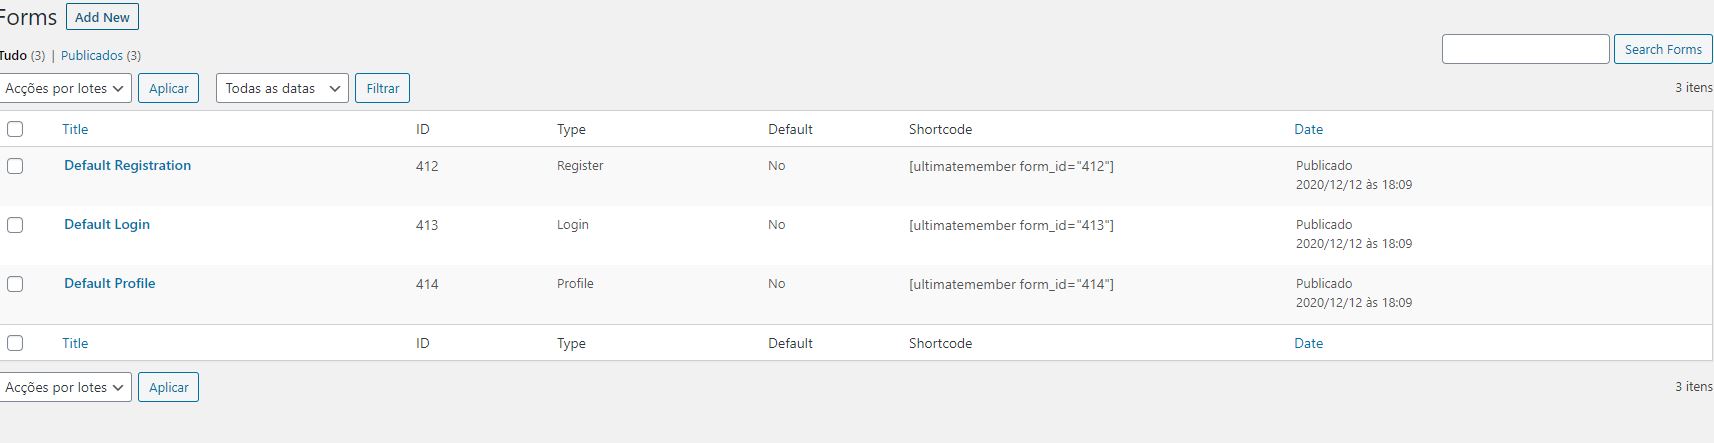 Forms Add New
Tudo (3) | Publicados (3)
Search Forms
Acções por lotes Aplicar Todas as datas Filtrar 3 itens
Title ID Type Default Shortcode Date
Default Registration 412 Register No [ultimatemember form_id="412"] Publicado
2020/12/12 às 18:09
Default Login 413 Login No [ultimatemember form_id="413"] Publicado
2020/12/12 às 18:09
Default Profile 414 Profile No [ultimatemember form_id="414"] Publicado
2020/12/12 às 18:09
Title ID Type Default Shortcode Date
Acções por lotes Aplicar 3 itens